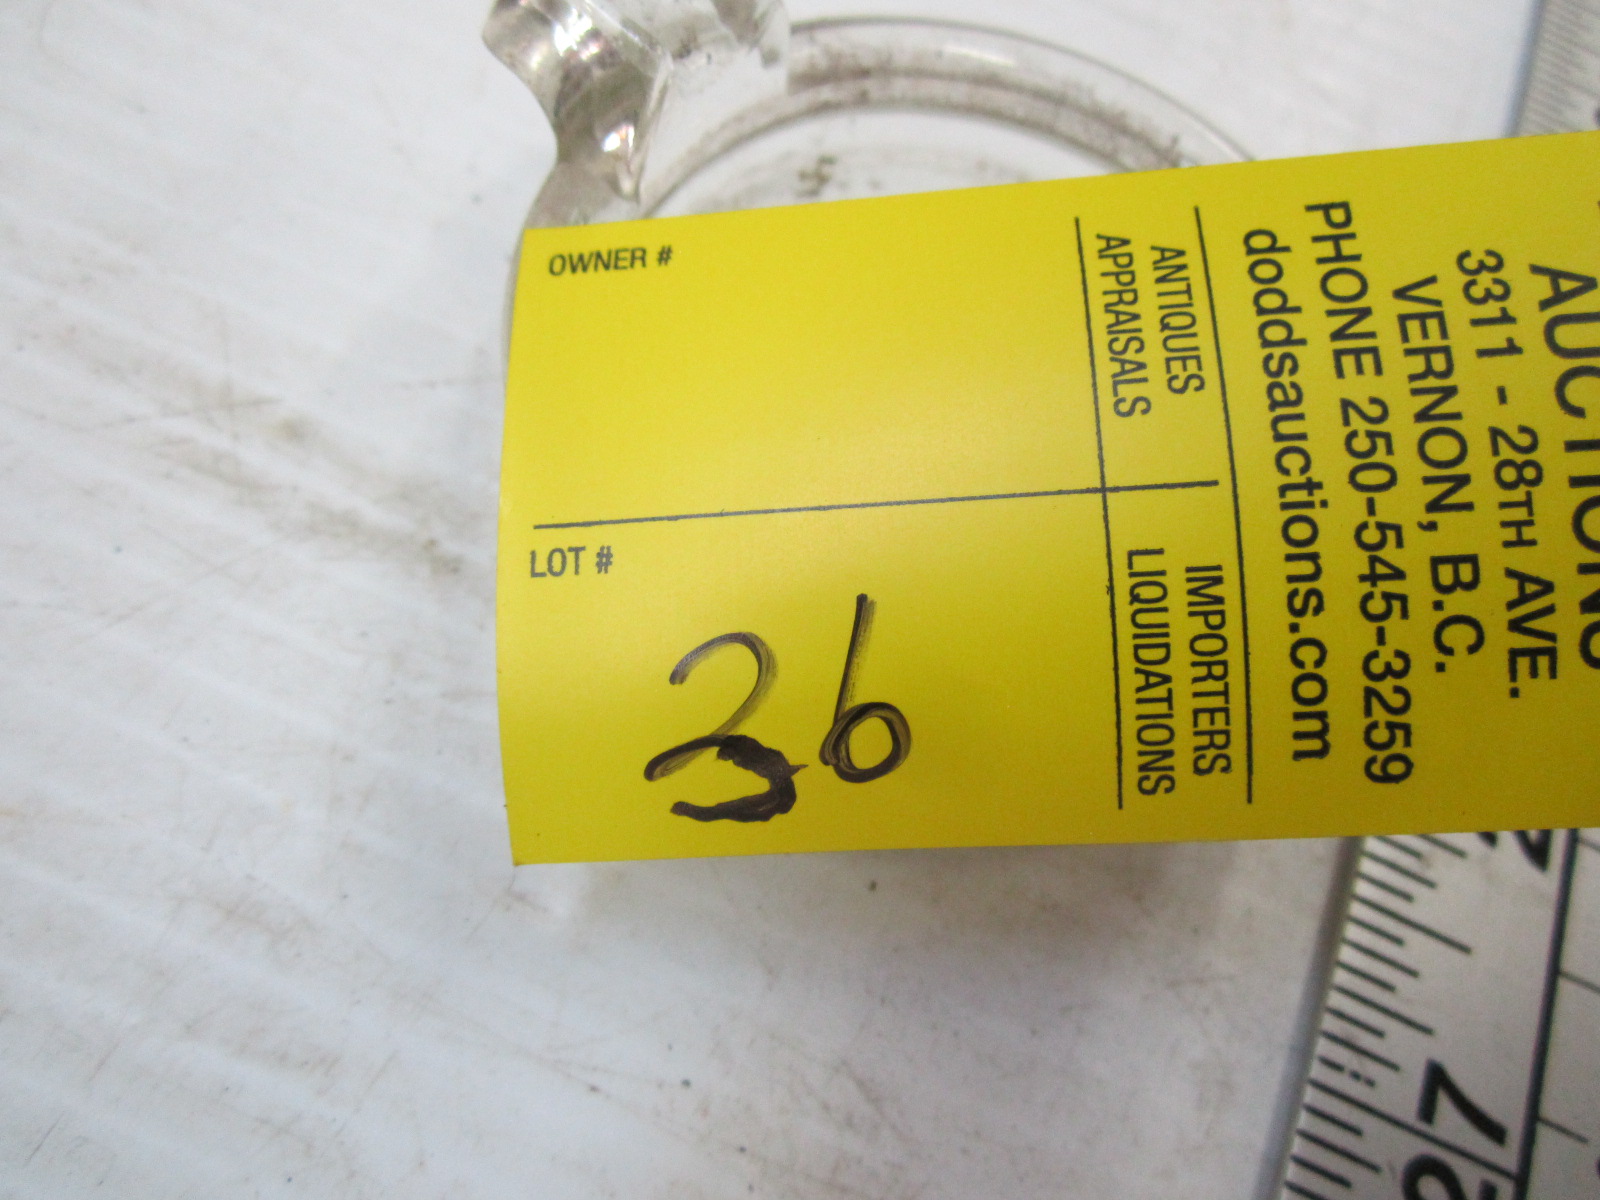 AUCTIONS
3311 - 28TH AVE.
VERNON, B.C.
PHONE 250-545-3259
doddsauctions.com
ANTIQUES
APPRAISALS
IMPORTERS
LIQUIDATIONS
OWNER #
LOT #
36